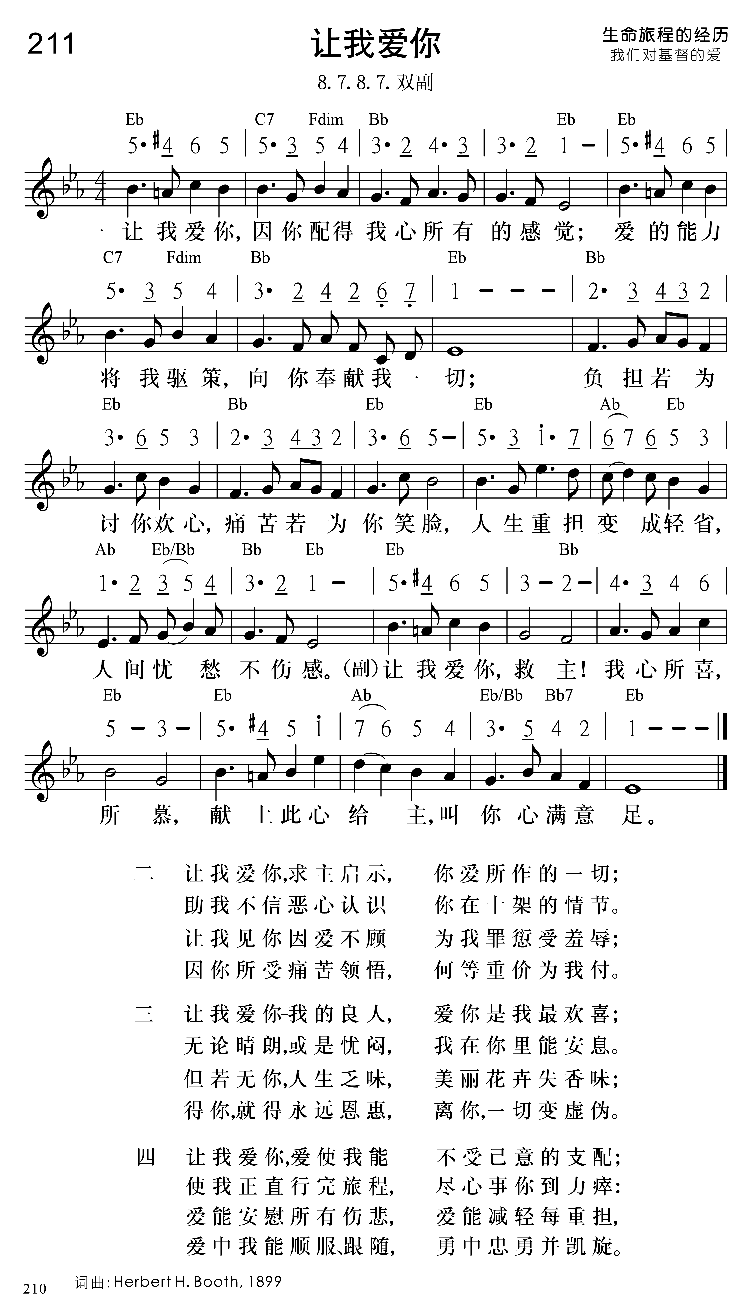 211
让我爱你
生命旅程的经历
我们对基督的爱
8.7.8.7.双副
Eb C7 Fdim Bb Eb Eb
5· #4 6 5 | 5· 3 5 4 | 3· 2 4· 3 | 3· 2 1 – | 5· #4 6 5
一 让我爱你,因你配得我心所有的感觉;爱的能力
C7 Fdim Bb Eb Bb
5· 3 5 4 | 3· 2 4 2 6 7 | 1 – – – | 2· 3 4 3 2
将我驱策,向你奉献我一切;负担若为
Eb Bb Eb Eb Ab Eb
3· 6 5 3 | 2· 3 4 3 2 | 3· 6 5– | 5· 3 i· 7 | 6 7 6 5 3
讨你欢心,痛苦若为你笑脸,人生重担变成轻省,
Ab Eb/Bb Bb Eb Eb Bb
1· 2 3 5 4 | 3· 2 1 – | 5· #4 6 5 | 3– 2– | 4· 3 4 6
人间忧愁不伤感。(副)让我爱你,救主!我心所喜,
Eb Eb Ab Eb/Bb Bb7 Eb
5 – 3 – | 5· #4 5 i | 7 6 5 4 | 3· 5 4 2 | 1 – – –
所慕,献上此心给主,叫你心满意足。
二 让我爱你,求主启示, 你爱所作的一切;
助我不信恶心认识 你在十架的情节。
让我见你因爱不顾 为我罪愆受羞辱;
因你所受痛苦领悟, 何等重价为我付。
三 让我爱你-我的良人, 爱你是我最欢喜;
无论晴朗,或是忧闷, 我在你里能安息。
但若无你,人生乏味, 美丽花卉失香味;
得你,就得永远恩惠, 离你,一切变虚伪。
四 让我爱你,爱使我能 不受己意的支配;
使我正直行完旅程, 尽心事你到力瘁:
爱能安慰所有伤悲, 爱能减轻每重担,
爱中我能顺服、跟随, 勇中忠勇并凯旋。
词曲:Herbert H. Booth, 1899
210